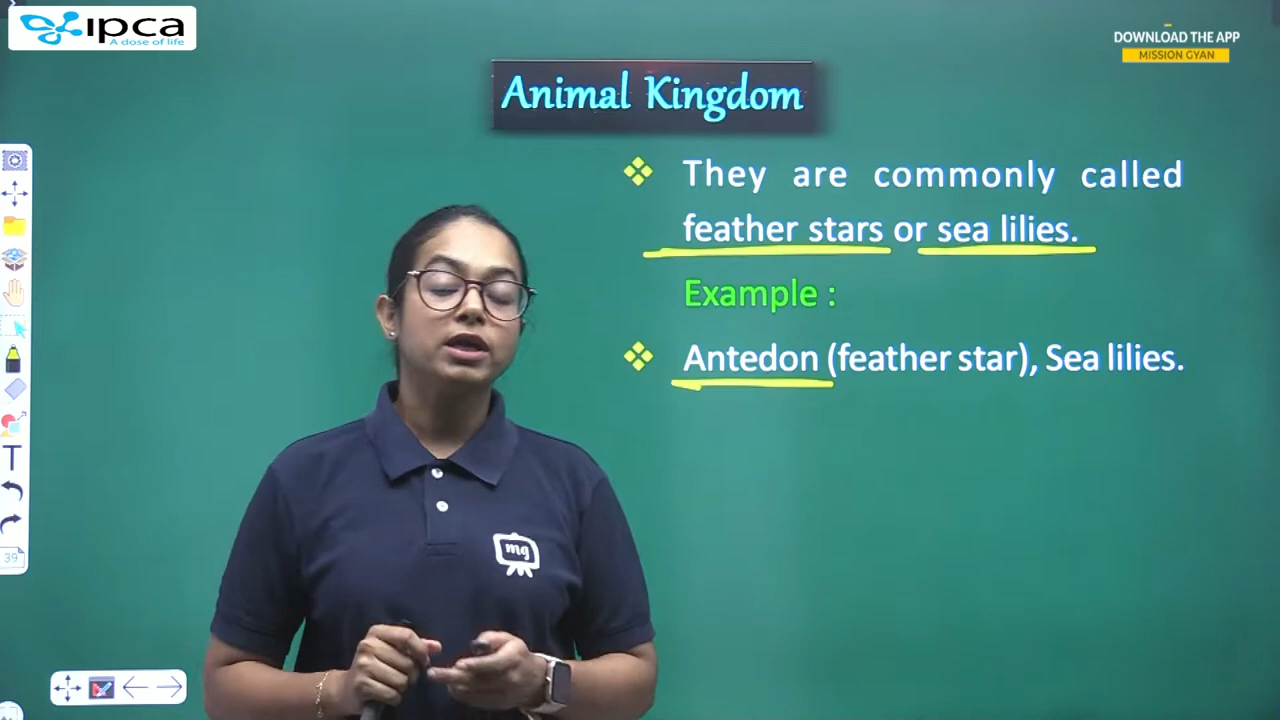 ipca
A dose of life
DOWNLOAD THE APP
MISSION GYAN
Animal Kingdom
They are commonly called
feather stars or sea lilies.
Example :
Antedon (feather star), Sea lilies.
mg
T
39